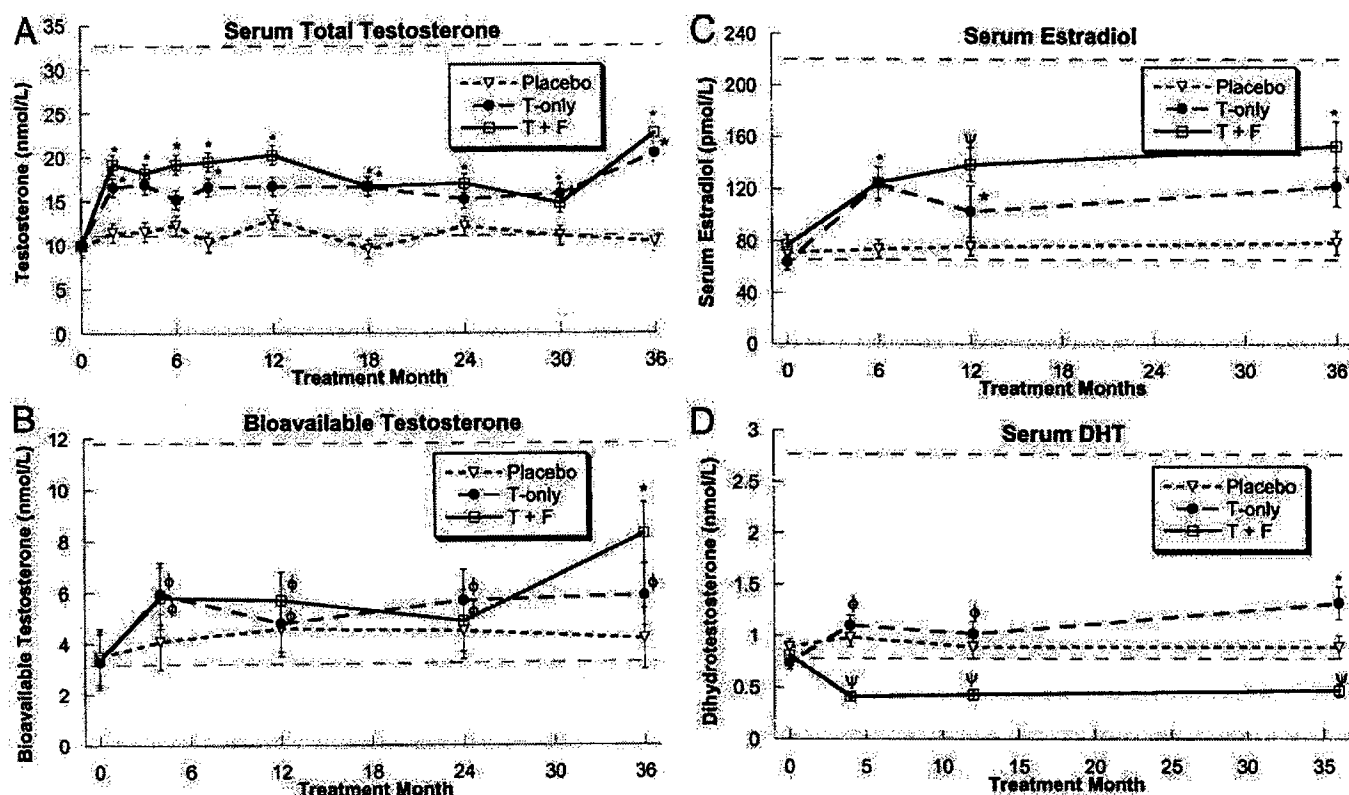 A
Serum Total Testosterone
35
30
25
20
15
10
5
0
Testosterone (nmol/L)
Placebo
T-only
T + F
* * * * * * * * *
* * * *
0 6 12 18 24 30 36
Treatment Month
B
Bioavailable Testosterone
12
10
8
6
4
2
0
Bioavailable Testosterone (nmol/L)
Placebo
T-only
T + F
*
ϕ ϕ ϕ ϕ
ϕ ϕ ϕ
0 6 12 18 24 30 36
Treatment Month
C
Serum Estradiol
240
200
160
120
80
40
0
Serum Estradiol (pmol/L)
Placebo
T-only
T + F
* Ψ *
* *
0 6 12 18 24 30 36
Treatment Months
D
Serum DHT
3
2.5
2
1.5
1
0.5
0
Dihydrotestosterone (nmol/L)
Placebo
T-only
T + F
ϕ ϕ *
Ψ Ψ Ψ
0 5 10 15 20 25 30 35
Treatment Month